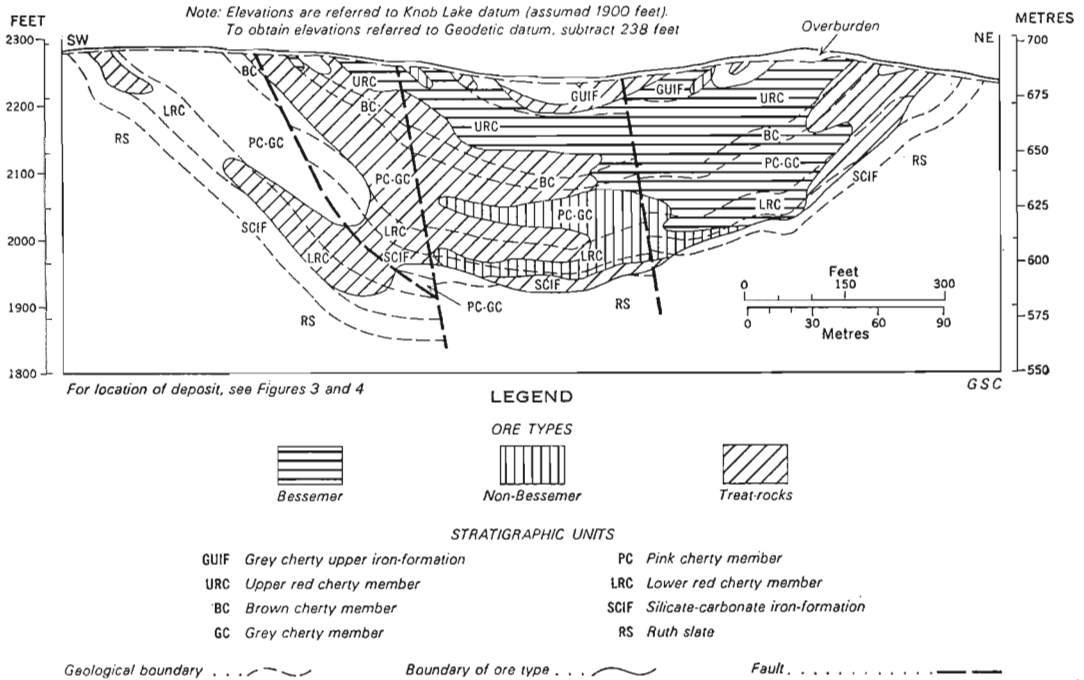 Note: Elevations are referred to Knob Lake datum (assumed 1900 feet).
To obtain elevations referred to Geodetic datum, subtract 238 feet
FEET
METRES
SW
NE
Overburden
2300
2200
2100
2000
1900
1800
700
675
650
625
600
575
550
BC
URC
GUIF
GUIF
URC
LRC
BC
URC
RS
PC-GC
BC
PC-GC
RS
PC-GC
BC
SCIF
PC-GC
LRC
SCIF
LRC
LRC
SCIF
LRC
SCIF
RS
PC-GC
RS
Feet
0 150 300
0 30 60 90
Metres
For location of deposit, see Figures 3 and 4
GSC
LEGEND
ORE TYPES
Bessemer
Non-Bessemer
Treat-rocks
STRATIGRAPHIC UNITS
GUIF Grey cherty upper iron-formation
URC Upper red cherty member
BC Brown cherty member
GC Grey cherty member
PC Pink cherty member
LRC Lower red cherty member
SCIF Silicate-carbonate iron-formation
RS Ruth slate
Geological boundary . . . .
Boundary of ore type . . . .
Fault . . . . . . . . . . . .